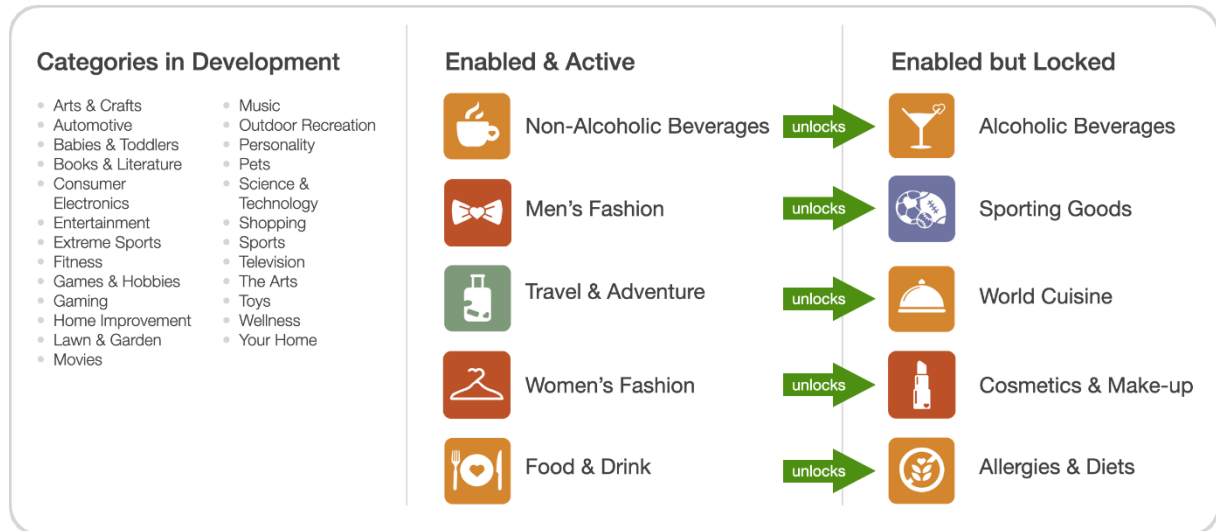 Categories in Development
Arts & Crafts
Automotive
Babies & Toddlers
Books & Literature
Consumer
Electronics
Entertainment
Extreme Sports
Fitness
Games & Hobbies
Gaming
Home Improvement
Lawn & Garden
Movies
Music
Outdoor Recreation
Personality
Pets
Science &
Technology
Shopping
Sports
Television
The Arts
Toys
Wellness
Your Home
Enabled & Active
Enabled but Locked
Non-Alcoholic Beverages
unlocks
Alcoholic Beverages
Men's Fashion
unlocks
Sporting Goods
Travel & Adventure
unlocks
World Cuisine
Women's Fashion
unlocks
Cosmetics & Make-up
Food & Drink
unlocks
Allergies & Diets